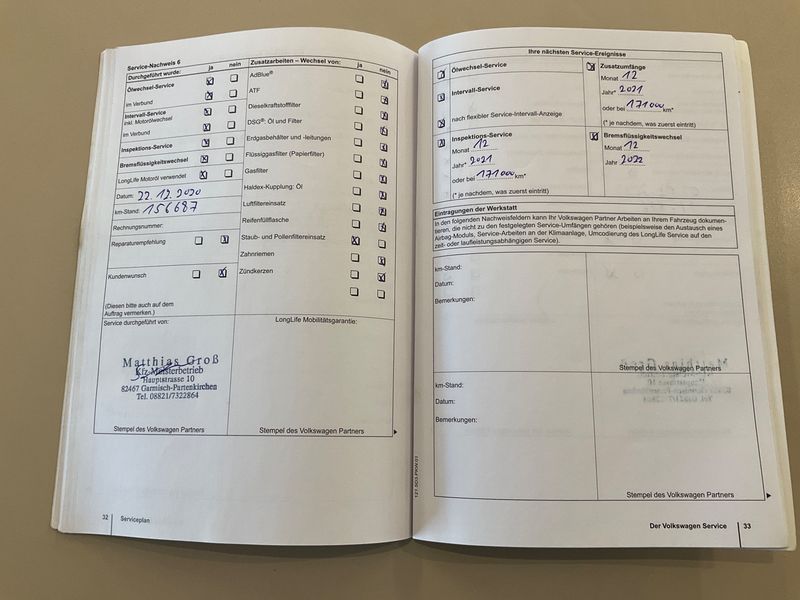 Service-Nachweis 6
ja nein
Durchgeführt wurde:
Ölwechsel-Service
im Verbund
Intervall-Service
inkl. Motorölwechsel
im Verbund
Inspektions-Service
Bremsflüssigkeitswechsel
LongLife Motoröl verwendet
Datum: 22.12.2020
km-Stand: 156687
Rechnungsnummer:
Reparaturempfehlung
Kundenwunsch
(Diesen bitte auch auf dem
Auftrag vermerken.)
Zusatzarbeiten – Wechsel von: ja nein
AdBlue®
ATF
Dieselkraftstofffilter
DSG®: Öl und Filter
Erdgasbehälter und -leitungen
Flüssiggasfilter (Papierfilter)
Gasfilter
Haldex-Kupplung: Öl
Luftfiltereinsatz
Reifenfüllflasche
Staub- und Pollenfiltereinsatz
Zahnriemen
Zündkerzen
Service durchgeführt von:
Matthias Groß
Kfz-Meisterbetrieb
Hauptstrasse 10
82467 Garmisch-Partenkirchen
Tel. 08821/7322864
Stempel des Volkswagen Partners
LongLife Mobilitätsgarantie:
Stempel des Volkswagen Partners
32 Serviceplan
Ihre nächsten Service-Ereignisse
Ölwechsel-Service
Intervall-Service
nach flexibler Service-Intervall-Anzeige
Inspektions-Service
Monat 12
Jahr* 2021
oder bei 171000 km*
(* je nachdem, was zuerst eintritt)
Zusatzumfänge
Monat 12
Jahr* 2021
oder bei 171000 km*
(* je nachdem, was zuerst eintritt)
Bremsflüssigkeitswechsel
Monat 12
Jahr 2022
Eintragungen der Werkstatt
In den folgenden Nachweisfeldern kann Ihr Volkswagen Partner Arbeiten an Ihrem Fahrzeug dokumen-
tieren, die nicht zu den festgelegten Service-Umfängen gehören (beispielsweise den Austausch eines
Airbag-Moduls, Service-Arbeiten an der Klimaanlage, Umcodierung des LongLife Service auf den
zeit- oder laufleistungsabhängigen Service).
km-Stand:
Datum:
Bemerkungen:
Stempel des Volkswagen Partners
km-Stand:
Datum:
Bemerkungen:
Stempel des Volkswagen Partners
121.5G3.PKW.01
Der Volkswagen Service 33